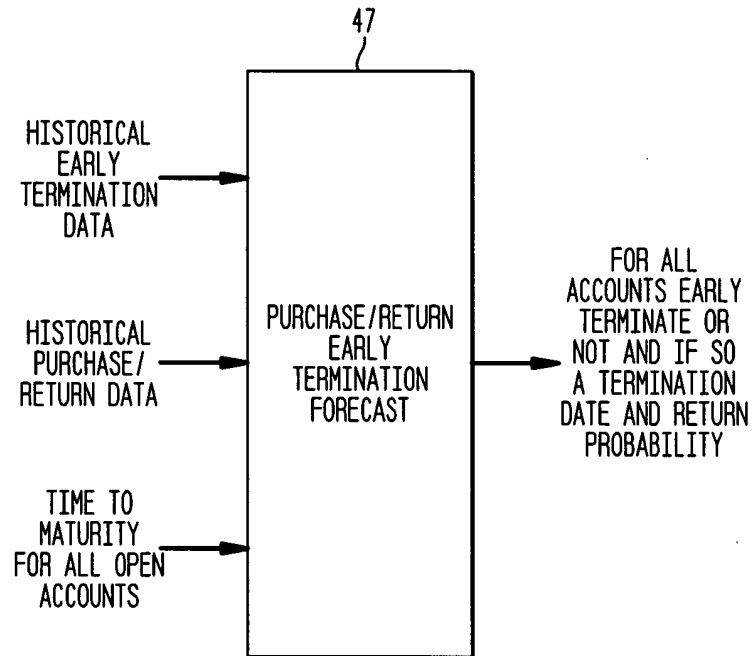 47
HISTORICAL
EARLY
TERMINATION
DATA
HISTORICAL
PURCHASE/
RETURN DATA
TIME TO
MATURITY
FOR ALL OPEN
ACCOUNTS
PURCHASE/RETURN
EARLY
TERMINATION
FORECAST
FOR ALL
ACCOUNTS EARLY
TERMINATE OR
NOT AND IF SO
A TERMINATION
DATE AND RETURN
PROBABILITY